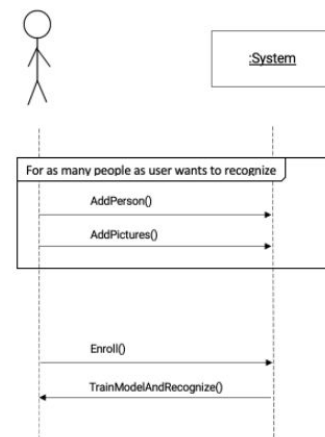 :System
For as many people as user wants to recognize
AddPerson()
AddPictures()
Enroll()
TrainModelAndRecognize()